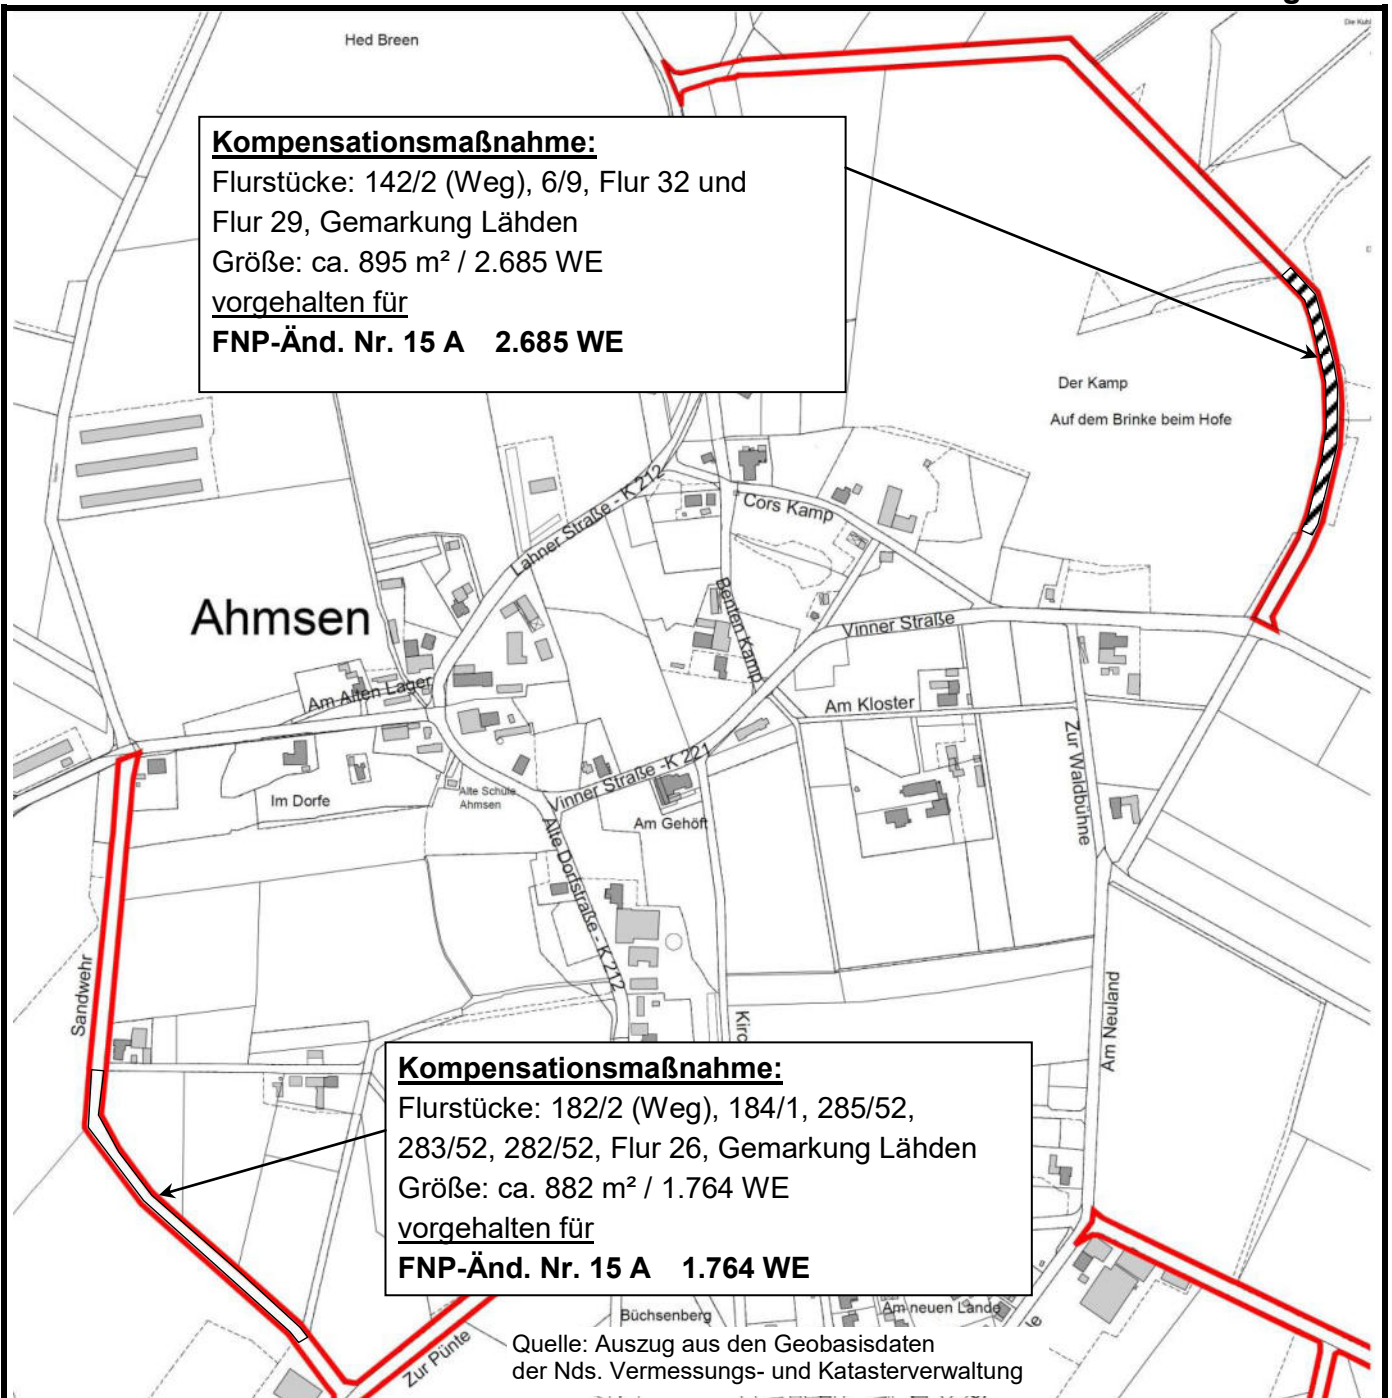 Hed Breen
Kompensationsmaßnahme:
Flurstücke: 142/2 (Weg), 6/9, Flur 32 und
Flur 29, Gemarkung Lähden
Größe: ca. 895 m² / 2.685 WE
vorgehalten für
FNP-Änd. Nr. 15 A 2.685 WE
Der Kamp
Auf dem Brinke beim Hofe
Lahner Straße - K 212
Cors Kamp
Ahmsen
Benten Kamp
Vinner Straße
Am Alten Lager
Am Kloster
Zur Waldbühne
Im Dorfe
Alte Schule
Ahmsen
Vinner Straße - K 221
Am Gehöft
Alte Dorfstraße - K 212
Sandwehr
Am Neuland
Kirc
Kompensationsmaßnahme:
Flurstücke: 182/2 (Weg), 184/1, 285/52,
283/52, 282/52, Flur 26, Gemarkung Lähden
Größe: ca. 882 m² / 1.764 WE
vorgehalten für
FNP-Änd. Nr. 15 A 1.764 WE
Büchsenberg
Am neuen Lande
Zur Pünte
Quelle: Auszug aus den Geobasisdaten
der Nds. Vermessungs- und Katasterverwaltung